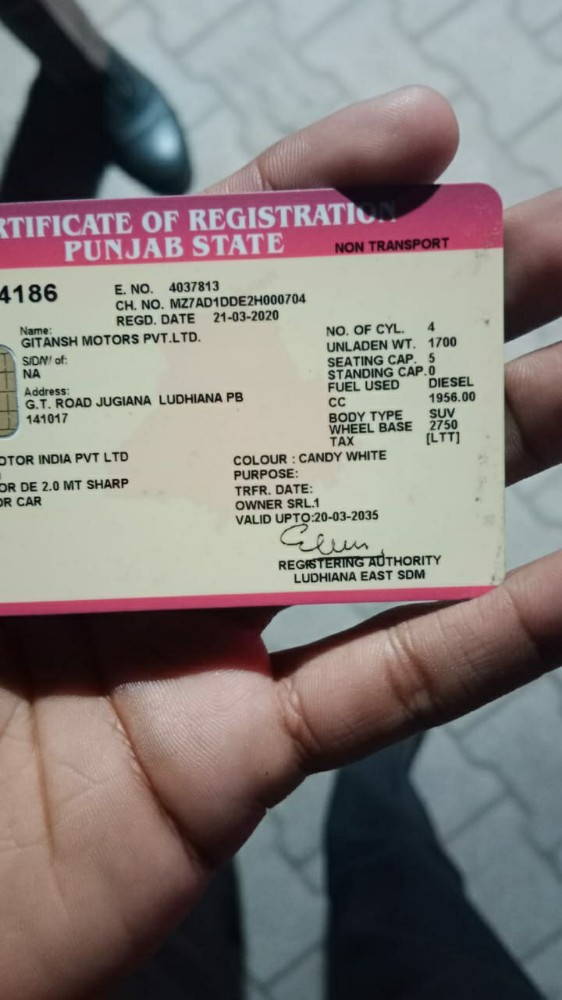 RTIFICATE OF REGISTRATION
PUNJAB STATE
NON TRANSPORT
4186
E. NO. 4037813
CH. NO. MZ7AD1DDE2H000704
REGD. DATE 21-03-2020
Name:
GITANSH MOTORS PVT.LTD.
S/D/W/ of:
NA
Address:
G.T. ROAD JUGIANA LUDHIANA PB
141017
NO. OF CYL. 4
UNLADEN WT. 1700
SEATING CAP. 5
STANDING CAP.0
FUEL USED DIESEL
CC 1956.00
BODY TYPE SUV
WHEEL BASE 2750
TAX [LTT]
OTOR INDIA PVT LTD
OR DE 2.0 MT SHARP
OR CAR
COLOUR : CANDY WHITE
PURPOSE:
TRFR. DATE:
OWNER SRL.1
VALID UPTO:20-03-2035
REGISTERING AUTHORITY
LUDHIANA EAST SDM